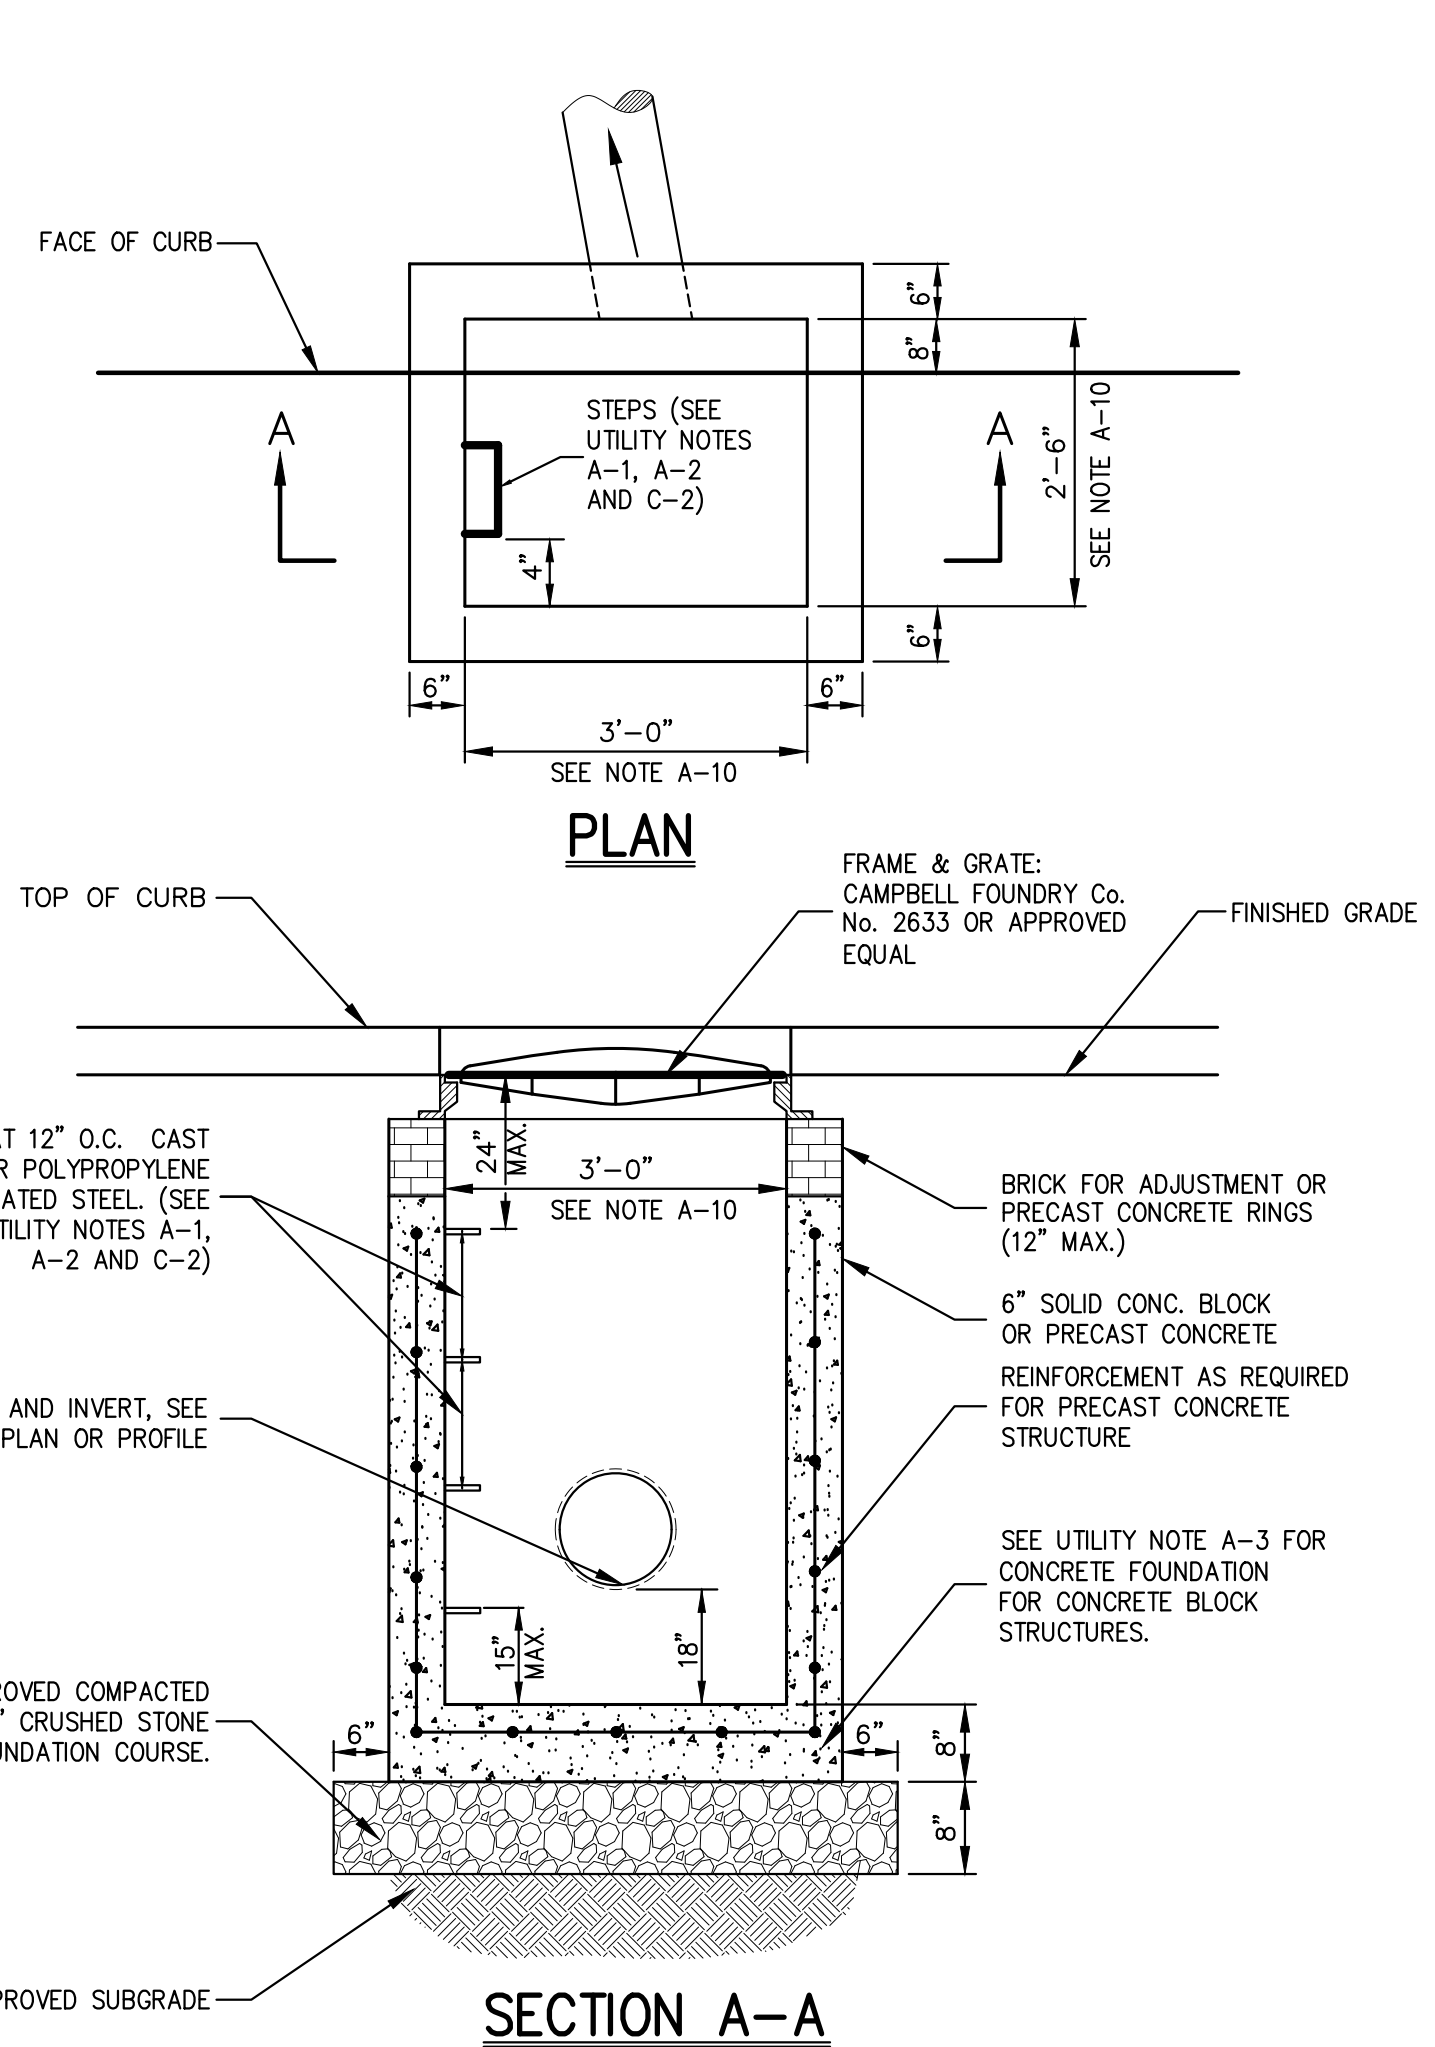 FACE OF CURB
6"
8"
A
A
STEPS (SEE
UTILITY NOTES
A-1, A-2
AND C-2)
2'-6"
SEE NOTE A-10
4"
6"
6"
6"
3'-0"
SEE NOTE A-10
PLAN
FRAME & GRATE:
CAMPBELL FOUNDRY Co.
No. 2633 OR APPROVED
EQUAL
TOP OF CURB
FINISHED GRADE
AT 12" O.C. CAST
R POLYPROPYLENE
ATED STEEL. (SEE
TILITY NOTES A-1,
A-2 AND C-2)
24"
MAX.
3'-0"
SEE NOTE A-10
BRICK FOR ADJUSTMENT OR
PRECAST CONCRETE RINGS
(12" MAX.)
6" SOLID CONC. BLOCK
OR PRECAST CONCRETE
REINFORCEMENT AS REQUIRED
FOR PRECAST CONCRETE
STRUCTURE
AND INVERT, SEE
PLAN OR PROFILE
SEE UTILITY NOTE A-3 FOR
CONCRETE FOUNDATION
FOR CONCRETE BLOCK
STRUCTURES.
15"
MAX.
18"
ROVED COMPACTED
" CRUSHED STONE
UNDATION COURSE.
6"
6"
8"
8"
PROVED SUBGRADE
SECTION A-A